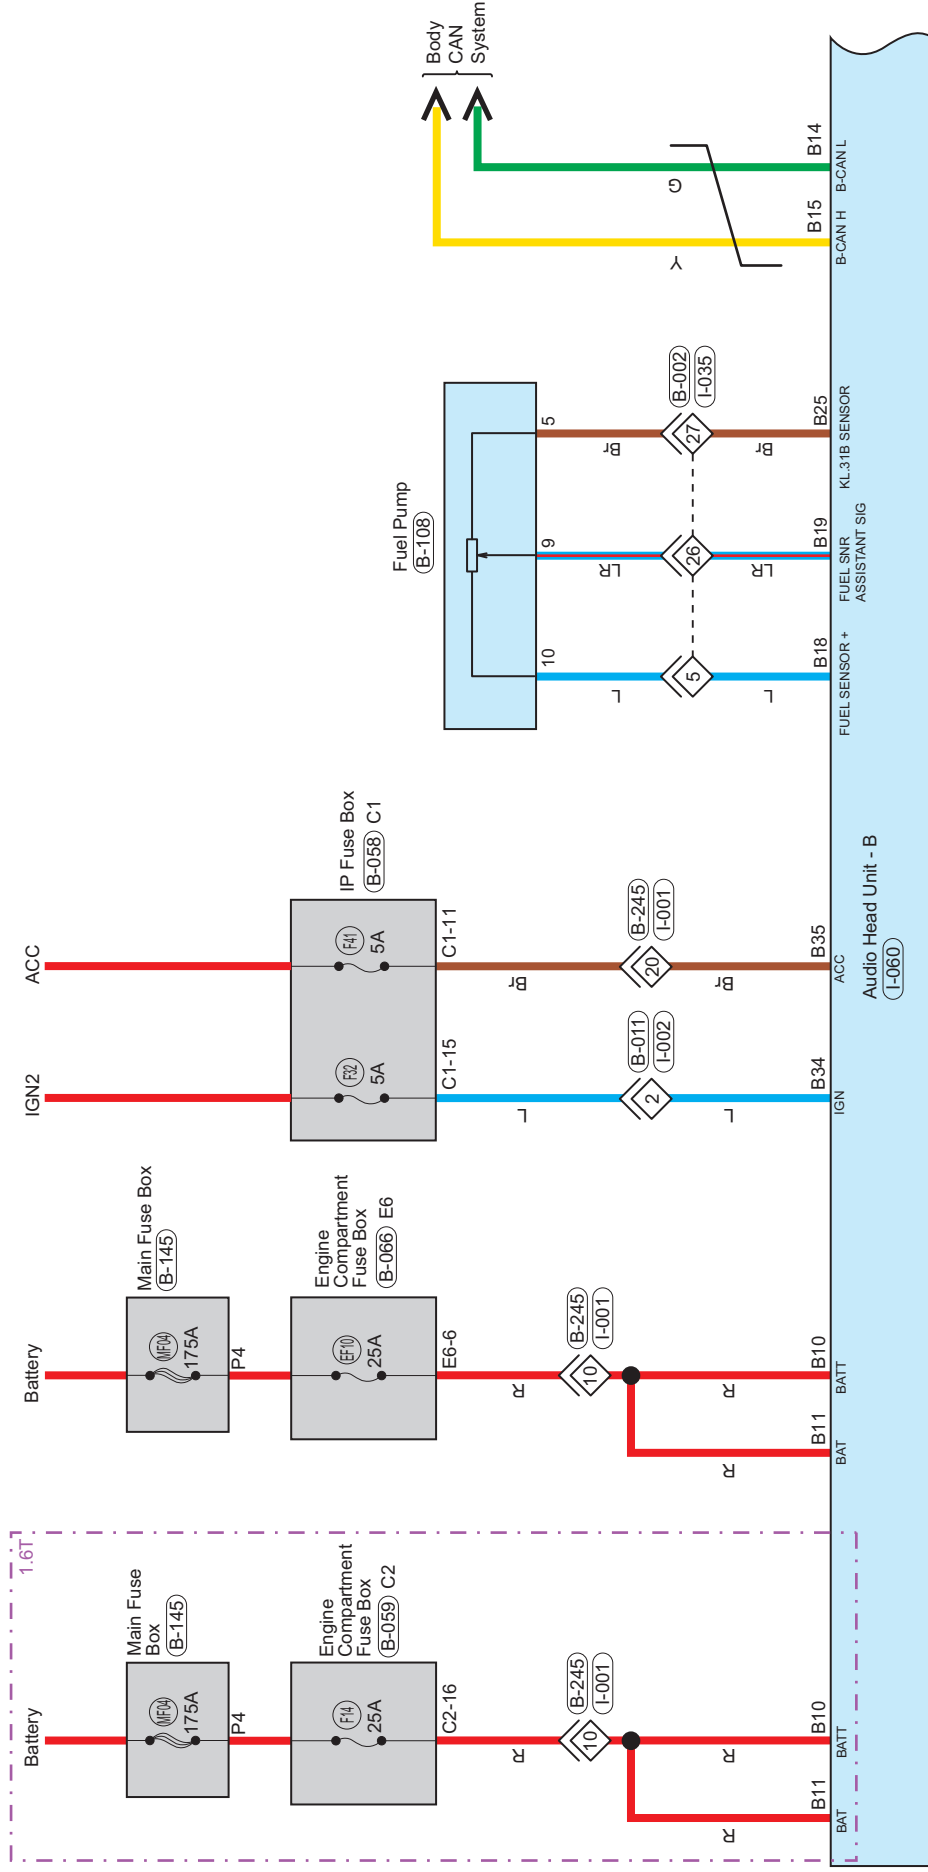 1.6T
Battery
Main Fuse
Box
B-145
MF04
175A
P4
Engine
Compartment
Fuse Box
B-059 C2
F14
25A
C2-16
R
B-245
I-001
10
R
R
B11
B10
BAT
BATT
Battery
Main Fuse Box
B-145
MF04
175A
P4
Engine
Compartment
Fuse Box
B-066 E6
EF10
25A
E6-6
R
B-245
I-001
10
R
R
B11
B10
BAT
BATT
IGN2
ACC
IP Fuse Box
B-058 C1
F32
5A
F41
5A
C1-15
C1-11
L
Br
B-011
I-002
2
B-245
I-001
20
L
Br
B34
B35
IGN
ACC
Fuel Pump
B-108
10
9
5
L
LR
Br
5
26
27
B-002
I-035
L
LR
Br
B18
B19
B25
FUEL SENSOR +
FUEL SNR
ASSISTANT SIG
KL.31B SENSOR
Body
CAN
System
Y
G
B15
B14
B-CAN H
B-CAN L
Audio Head Unit - B
I-060